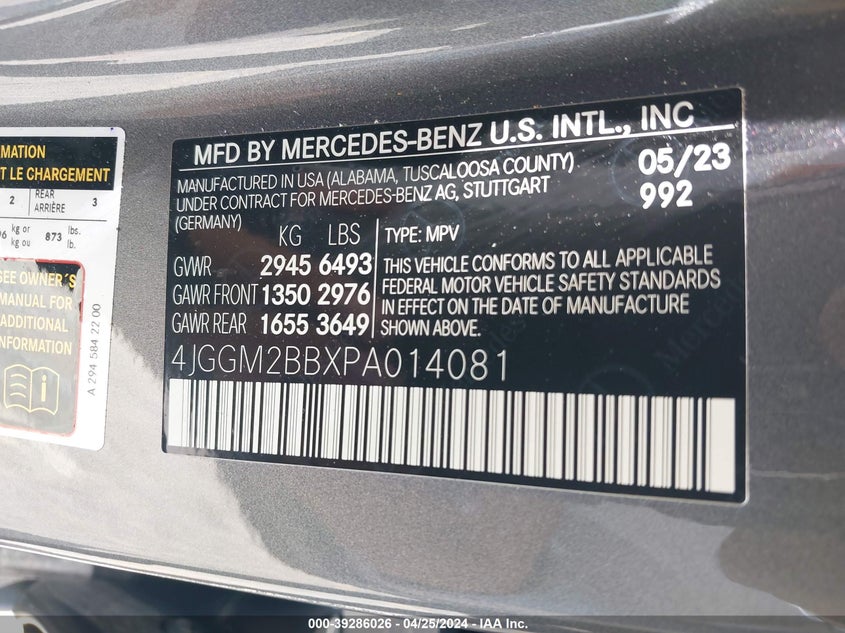 MATION
T LE CHARGEMENT
2 REAR ARRIÈRE 3
kg or kg ou 873 lbs. lb.
SEE OWNER'S
MANUAL FOR
ADDITIONAL
INFORMATION
A 294 584 22 00
MFD BY MERCEDES-BENZ U.S. INTL., INC
MANUFACTURED IN USA (ALABAMA, TUSCALOOSA COUNTY) 05/23
UNDER CONTRACT FOR MERCEDES-BENZ AG, STUTTGART 992
(GERMANY)
KG LBS TYPE: MPV
GVWR 2945 6493
GAWR FRONT 1350 2976
GAWR REAR 1655 3649
THIS VEHICLE CONFORMS TO ALL APPLICABLE
FEDERAL MOTOR VEHICLE SAFETY STANDARDS
IN EFFECT ON THE DATE OF MANUFACTURE
SHOWN ABOVE.
4JGGM2BBXPA014081
000-39286026 - 04/25/2024 - IAA Inc.